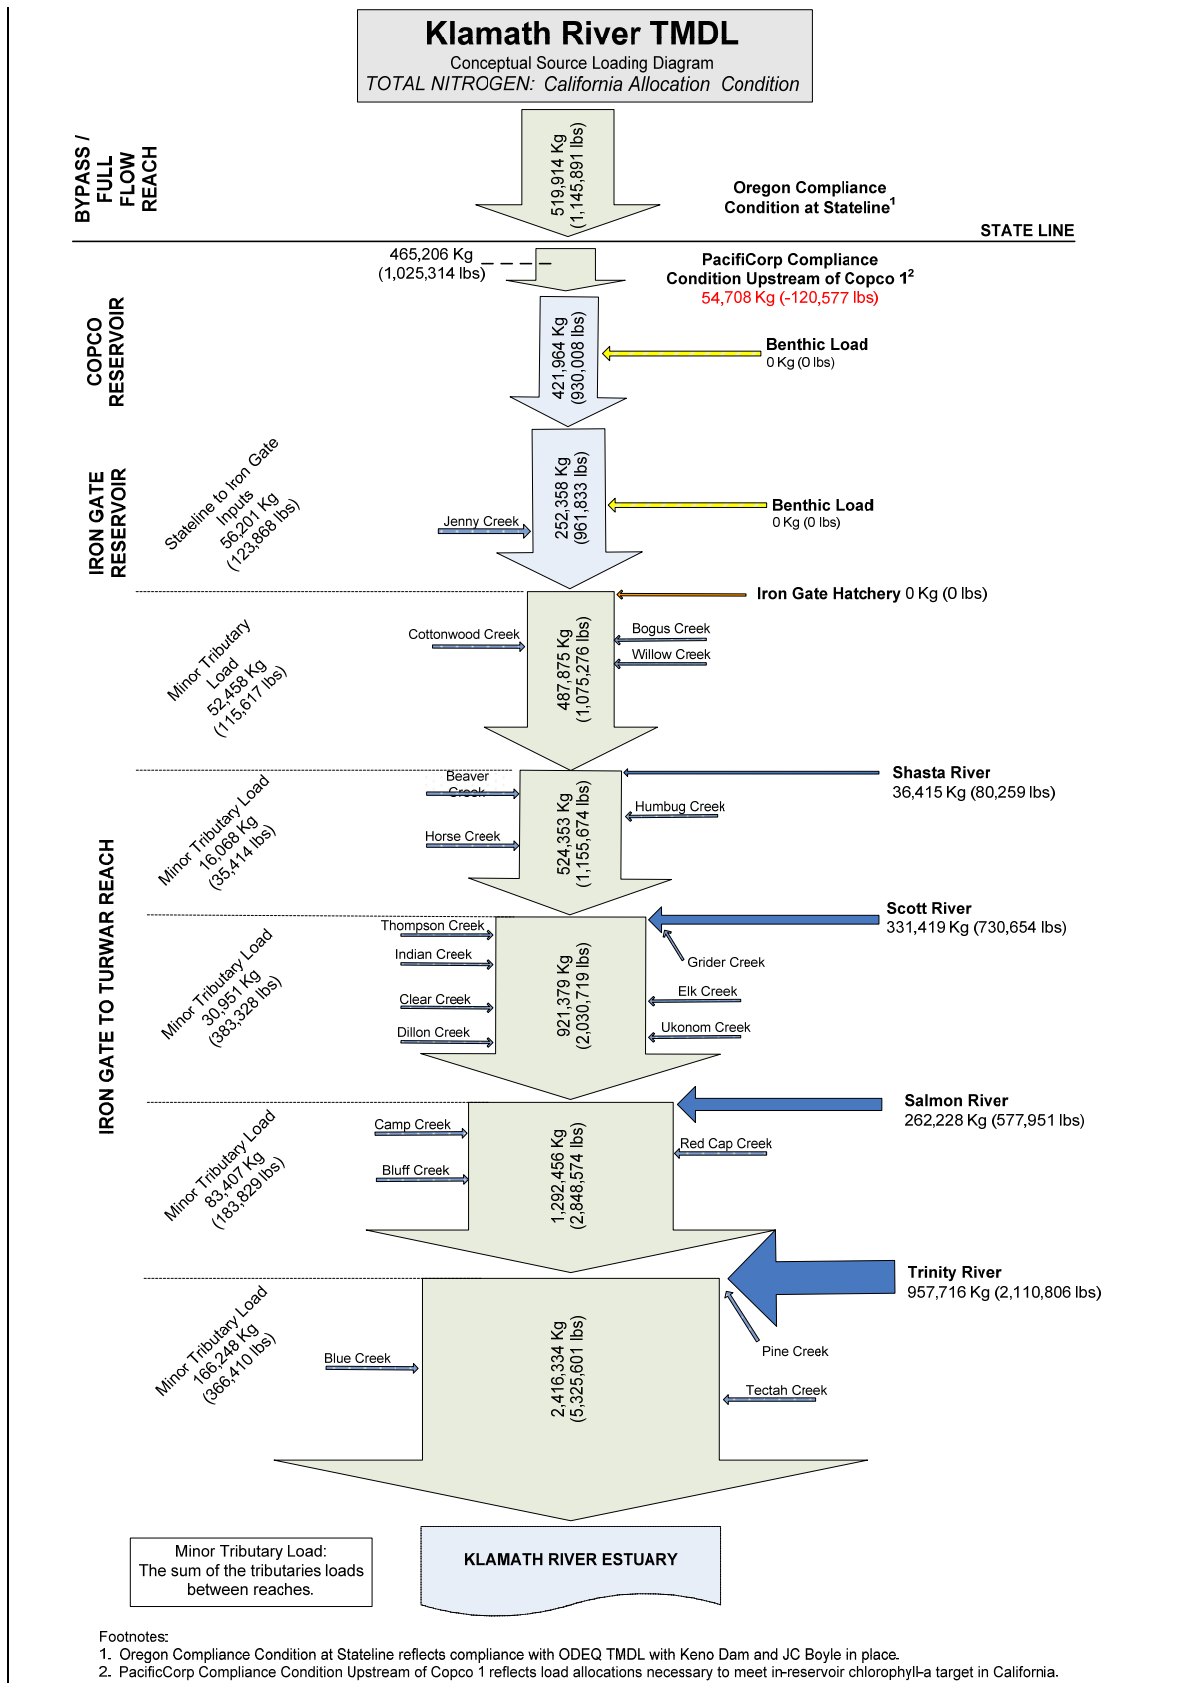 Klamath River TMDL
Conceptual Source Loading Diagram
TOTAL NITROGEN: California Allocation Condition
BYPASS /
FULL
FLOW
REACH
519,914 Kg
(1,145,891 lbs)
Oregon Compliance
Condition at Stateline1
STATE LINE
465,206 Kg
(1,025,314 lbs)
PacifiCorp Compliance
Condition Upstream of Copco 1²
54,708 Kg (-120,577 lbs)
COPCO
RESERVOIR
421,964 Kg
(930,008 lbs)
Benthic Load
0 Kg (0 lbs)
IRON GATE
RESERVOIR
Stateline to Iron Gate
Inputs
56,201 Kg
(123,868 lbs)
Jenny Creek
252,358 Kg
(961,833 lbs)
Benthic Load
0 Kg (0 lbs)
Iron Gate Hatchery 0 Kg (0 lbs)
Minor Tributary
Load
52,458 Kg
(115,617 lbs)
Cottonwood Creek
487,875 Kg
(1,075,276 lbs)
Bogus Creek
Willow Creek
IRON GATE TO TURWAR REACH
Minor Tributary Load
16,068 Kg
(35,414 lbs)
Beaver
Creek
Horse Creek
524,353 Kg
(1,155,674 lbs)
Shasta River
36,415 Kg (80,259 lbs)
Humbug Creek
Minor Tributary Load
30,951 Kg
(383,328 lbs)
Thompson Creek
Indian Creek
Clear Creek
Dillon Creek
921,379 Kg
(2,030,719 lbs)
Scott River
331,419 Kg (730,654 lbs)
Grider Creek
Elk Creek
Ukonom Creek
Minor Tributary Load
83,407 Kg
(183,829 lbs)
Camp Creek
Bluff Creek
1,292,456 Kg
(2,848,574 lbs)
Salmon River
262,228 Kg (577,951 lbs)
Red Cap Creek
Minor Tributary Load
166,248 Kg
(366,410 lbs)
Blue Creek
2,416,334 Kg
(5,325,601 lbs)
Trinity River
957,716 Kg (2,110,806 lbs)
Pine Creek
Tectah Creek
Minor Tributary Load:
The sum of the tributaries loads
between reaches.
KLAMATH RIVER ESTUARY
Footnotes:
1. Oregon Compliance Condition at Stateline reflects compliance with ODEQ TMDL with Keno Dam and JC Boyle in place.
2. PacificCorp Compliance Condition Upstream of Copco 1 reflects load allocations necessary to meet in-reservoir chlorophyll-a target in California.